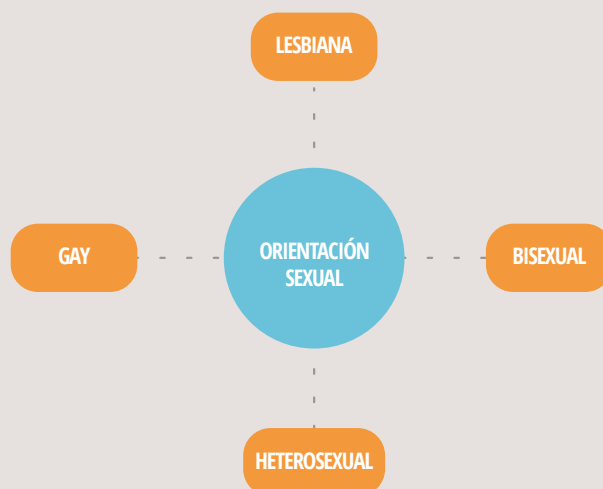 LESBIANA
GAY
ORIENTACIÓN
SEXUAL
BISEXUAL
HETEROSEXUAL